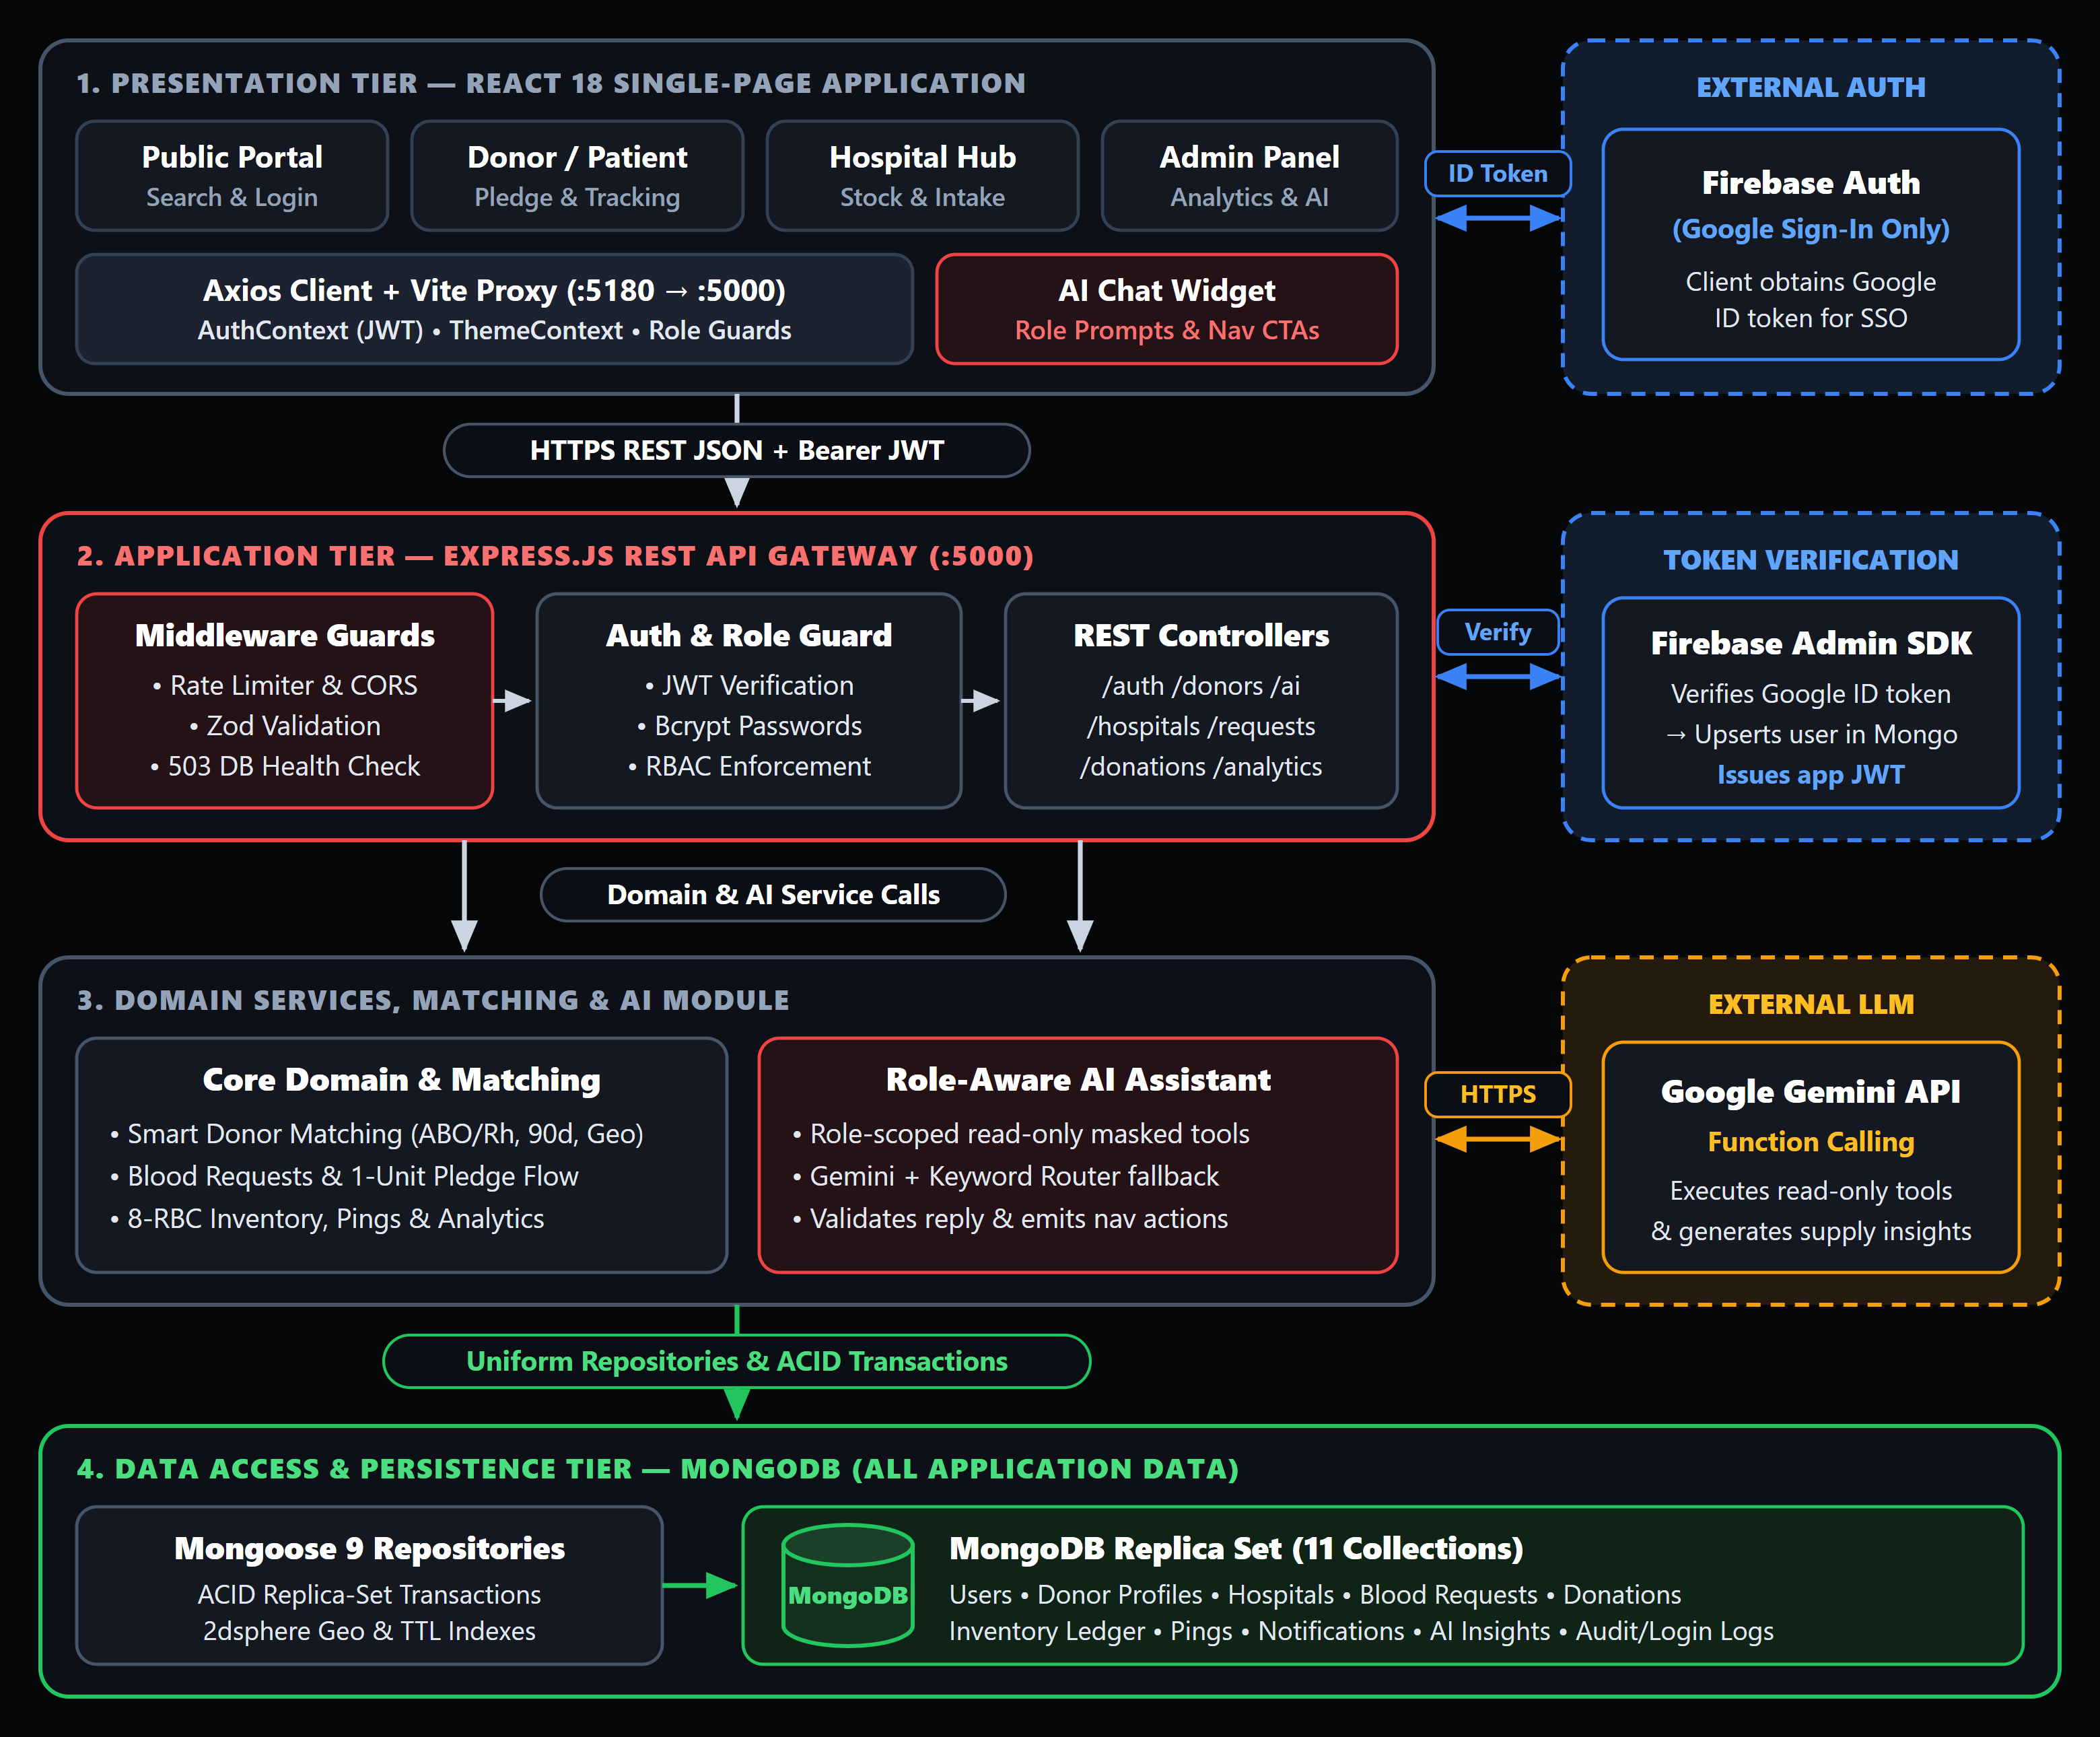 1. PRESENTATION TIER — REACT 18 SINGLE-PAGE APPLICATION
Public Portal
Search & Login
Donor / Patient
Pledge & Tracking
Hospital Hub
Stock & Intake
Admin Panel
Analytics & AI
Axios Client + Vite Proxy (:5180 → :5000)
AuthContext (JWT) • ThemeContext • Role Guards
AI Chat Widget
Role Prompts & Nav CTAs
ID Token
EXTERNAL AUTH
Firebase Auth
(Google Sign-In Only)
Client obtains Google
ID token for SSO
HTTPS REST JSON + Bearer JWT
2. APPLICATION TIER — EXPRESS.JS REST API GATEWAY (:5000)
Middleware Guards
• Rate Limiter & CORS
• Zod Validation
• 503 DB Health Check
Auth & Role Guard
• JWT Verification
• Bcrypt Passwords
• RBAC Enforcement
REST Controllers
/auth /donors /ai
/hospitals /requests
/donations /analytics
Verify
TOKEN VERIFICATION
Firebase Admin SDK
Verifies Google ID token
→ Upserts user in Mongo
Issues app JWT
Domain & AI Service Calls
3. DOMAIN SERVICES, MATCHING & AI MODULE
Core Domain & Matching
• Smart Donor Matching (ABO/Rh, 90d, Geo)
• Blood Requests & 1-Unit Pledge Flow
• 8-RBC Inventory, Pings & Analytics
Role-Aware AI Assistant
• Role-scoped read-only masked tools
• Gemini + Keyword Router fallback
• Validates reply & emits nav actions
HTTPS
EXTERNAL LLM
Google Gemini API
Function Calling
Executes read-only tools
& generates supply insights
Uniform Repositories & ACID Transactions
4. DATA ACCESS & PERSISTENCE TIER — MONGODB (ALL APPLICATION DATA)
Mongoose 9 Repositories
ACID Replica-Set Transactions
2dsphere Geo & TTL Indexes
MongoDB
MongoDB Replica Set (11 Collections)
Users • Donor Profiles • Hospitals • Blood Requests • Donations
Inventory Ledger • Pings • Notifications • AI Insights • Audit/Login Logs